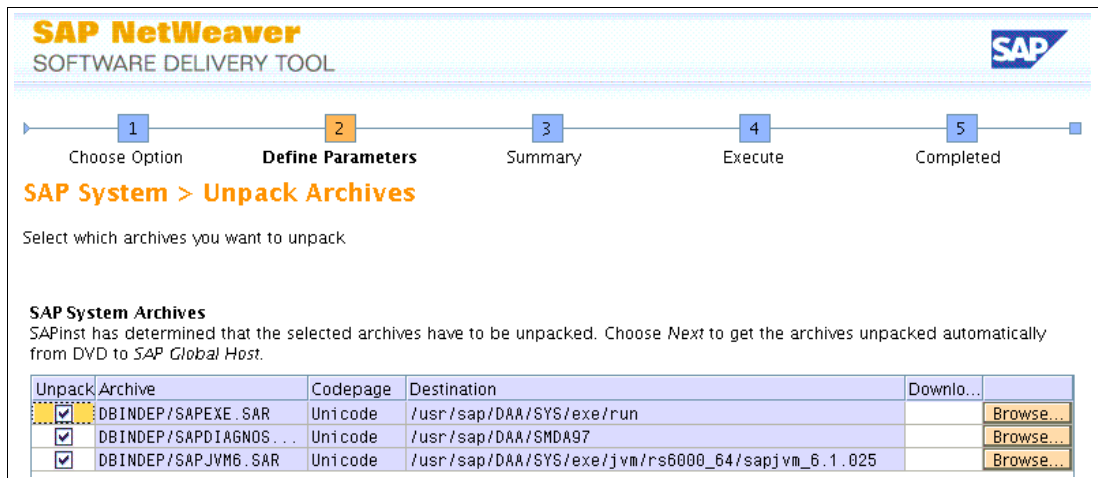 SAP NetWeaver
SOFTWARE DELIVERY TOOL
SAP
1 2 3 4 5
Choose Option Define Parameters Summary Execute Completed
SAP System > Unpack Archives
Select which archives you want to unpack
SAP System Archives
SAPinst has determined that the selected archives have to be unpacked. Choose Next to get the archives unpacked automatically
from DVD to SAP Global Host.
Unpack Archive Codepage Destination Downlo...
DBINDEP/SAPEXE.SAR Unicode /usr/sap/DAA/SYS/exe/run Browse...
DBINDEP/SAPDIAGNOS... Unicode /usr/sap/DAA/SMDA97 Browse...
DBINDEP/SAPJVM6.SAR Unicode /usr/sap/DAA/SYS/exe/jvm/rs6000_64/sapjvm_6.1.025 Browse...